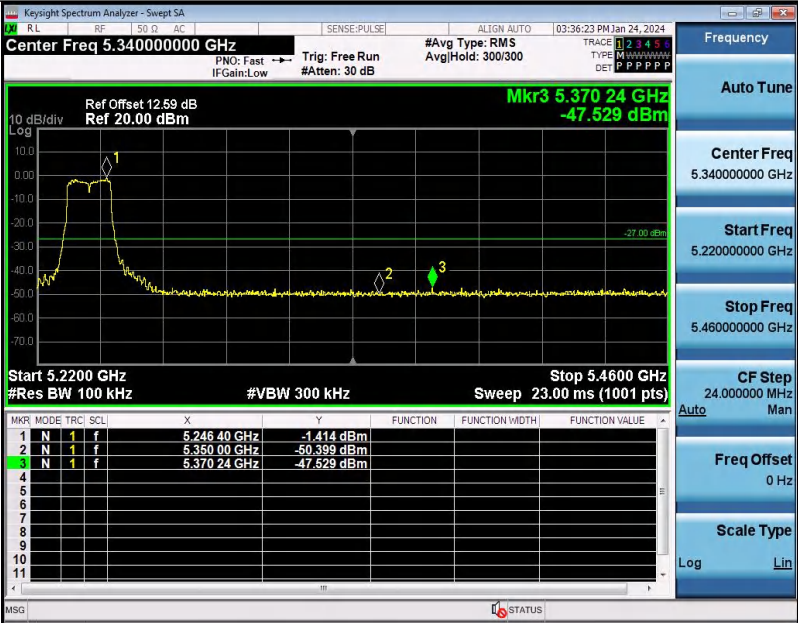 Keysight Spectrum Analyzer - Swept SA
RL RF 50 Ω AC SENSE:PULSE ALIGN AUTO 03:36:23 PM Jan 24, 2024
Center Freq 5.340000000 GHz #Avg Type: RMS TRACE 1 2 3 4 5 6
PNO: Fast Trig: Free Run Avg|Hold: 300/300 TYPE M WWWWW
IFGain:Low #Atten: 30 dB DET P P P P P P
Ref Offset 12.59 dB Mkr3 5.370 24 GHz
10 dB/div Ref 20.00 dBm -47.529 dBm
Log
10.0
0.00
-10.0
-20.0
-30.0
-40.0
-50.0
-60.0
-70.0
1
2
3
-27.00 dBm
Start 5.2200 GHz Stop 5.4600 GHz
#Res BW 100 kHz #VBW 300 kHz Sweep 23.00 ms (1001 pts)
MKR MODE TRC SCL X Y FUNCTION FUNCTION WIDTH FUNCTION VALUE
1 N 1 f 5.246 40 GHz -1.414 dBm
2 N 1 f 5.350 00 GHz -50.399 dBm
3 N 1 f 5.370 24 GHz -47.529 dBm
4
5
6
7
8
9
10
11
MSG STATUS
Frequency
Auto Tune
Center Freq
5.340000000 GHz
Start Freq
5.220000000 GHz
Stop Freq
5.460000000 GHz
CF Step
24.000000 MHz
Auto Man
Freq Offset
0 Hz
Scale Type
Log Lin